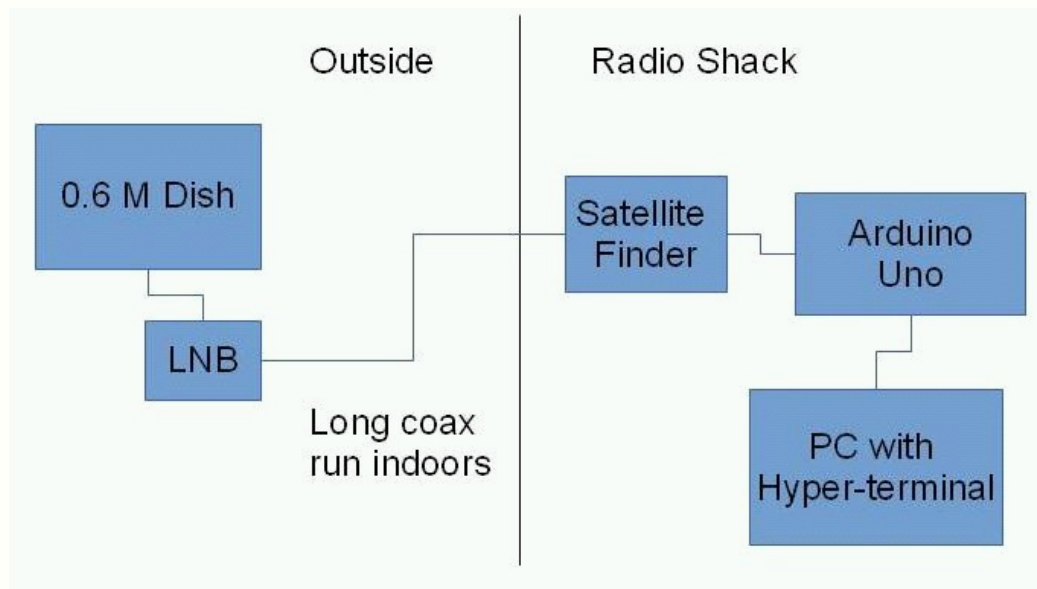 Outside
Radio Shack
0.6 M Dish
LNB
Long coax
run indoors
Satellite
Finder
Arduino
Uno
PC with
Hyper-terminal